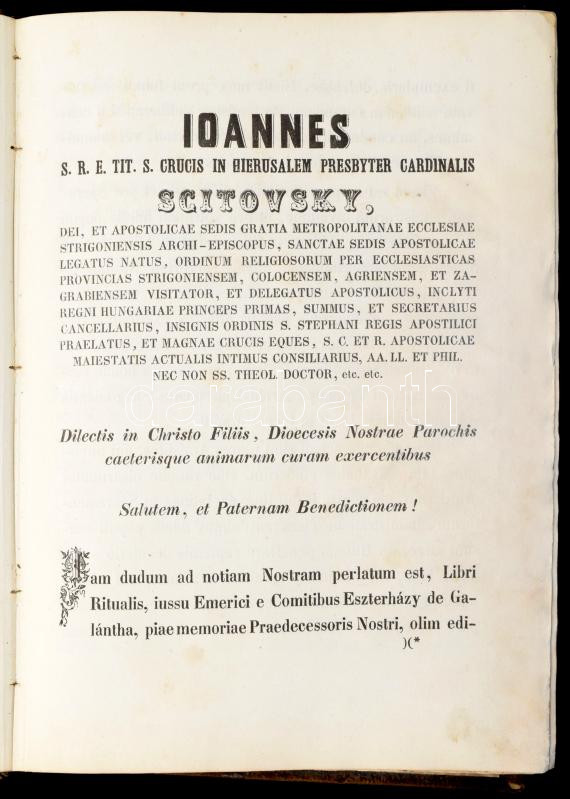 IOANNES
S. R. E. TIT. S. CRUCIS IN HIERUSALEM PRESBYTER CARDINALIS
SCITOVSKY,
DEI, ET APOSTOLICAE SEDIS GRATIA METROPOLITANAE ECCLESIAE
STRIGONIENSIS ARCHI-EPISCOPUS, SANCTAE SEDIS APOSTOLICAE
LEGATUS NATUS, ORDINUM RELIGIOSORUM PER ECCLESIASTICAS
PROVINCIAS STRIGONIENSEM, COLOCENSEM, AGRIENSEM, ET ZA-
GRABIENSEM VISITATOR, ET DELEGATUS APOSTOLICUS, INCLYTI
REGNI HUNGARIAE PRINCEPS PRIMAS, SUMMUS, ET SECRETARIUS
CANCELLARIUS, INSIGNIS ORDINIS S. STEPHANI REGIS APOSTILICI
PRAELATUS, ET MAGNAE CRUCIS EQUES, S. C. ET R. APOSTOLICAE
MAIESTATIS ACTUALIS INTIMUS CONSILIARIUS, AA. LL. ET PHIL.
NEC NON SS. THEOL. DOCTOR, etc. etc.
darabanth
Dilectis in Christo Filiis, Dioecesis Nostrae Parochis
caeterisque animarum curam exercentibus
Salutem, et Paternam Benedictionem!
Iam dudum ad notiam Nostram perlatum est, Libri
Ritualis, iussu Emerici e Comitibus Eszterházy de Ga-
lántha, piae memoriae Praedecessoris Nostri, olim edi-
)(*